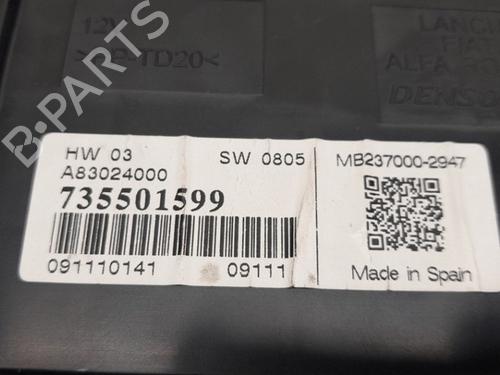 12V
-TD20<
LANC
FIAT
ALFA RO
DENSO
B-PARTS
HW 03
SW 0805
MB237000-2947
A83024000
735501599
091110141
09111
Made in Spain